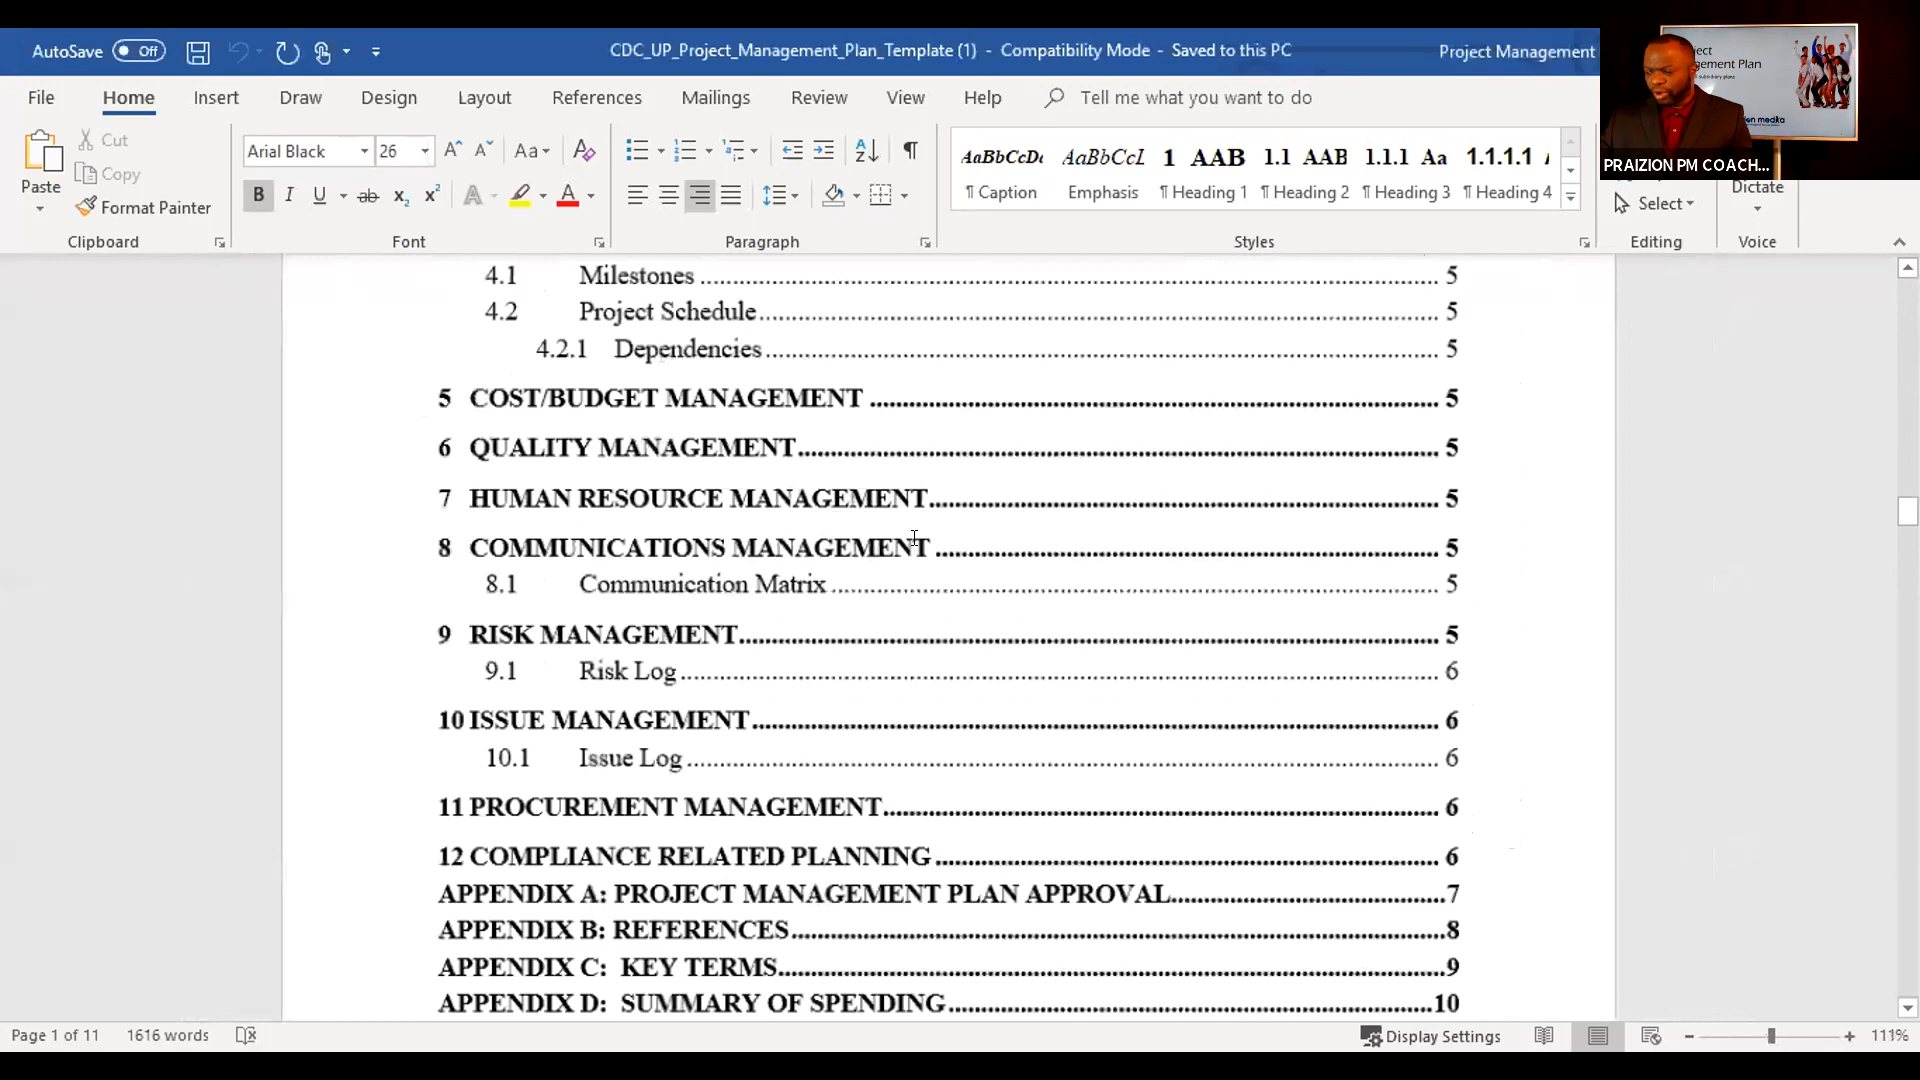 AutoSave Off
CDC_UP_Project_Management_Plan_Template (1) - Compatibility Mode - Saved to this PC
Project Management
File Home Insert Draw Design Layout References Mailings Review View Help Tell me what you want to do
Paste
Cut
Copy
Format Painter
Clipboard
Arial Black 26
Font
Paragraph
AaBbCcDc AaBbCcL 1 AAB 1.1 AAB 1.1.1 Aa 1.1.1.1
¶ Caption Emphasis ¶ Heading 1 ¶ Heading 2 ¶ Heading 3 ¶ Heading 4
Styles
Select
Editing
Dictate
Voice
Plan
subsidiary plans
PRAIZION PM COACH...
4.1 Milestones 5
4.2 Project Schedule 5
4.2.1 Dependencies 5
5 COST/BUDGET MANAGEMENT 5
6 QUALITY MANAGEMENT 5
7 HUMAN RESOURCE MANAGEMENT 5
8 COMMUNICATIONS MANAGEMENT 5
8.1 Communication Matrix 5
9 RISK MANAGEMENT 5
9.1 Risk Log 6
10 ISSUE MANAGEMENT 6
10.1 Issue Log 6
11 PROCUREMENT MANAGEMENT 6
12 COMPLIANCE RELATED PLANNING 6
APPENDIX A: PROJECT MANAGEMENT PLAN APPROVAL 7
APPENDIX B: REFERENCES 8
APPENDIX C: KEY TERMS 9
APPENDIX D: SUMMARY OF SPENDING 10
Page 1 of 11 1616 words
Display Settings